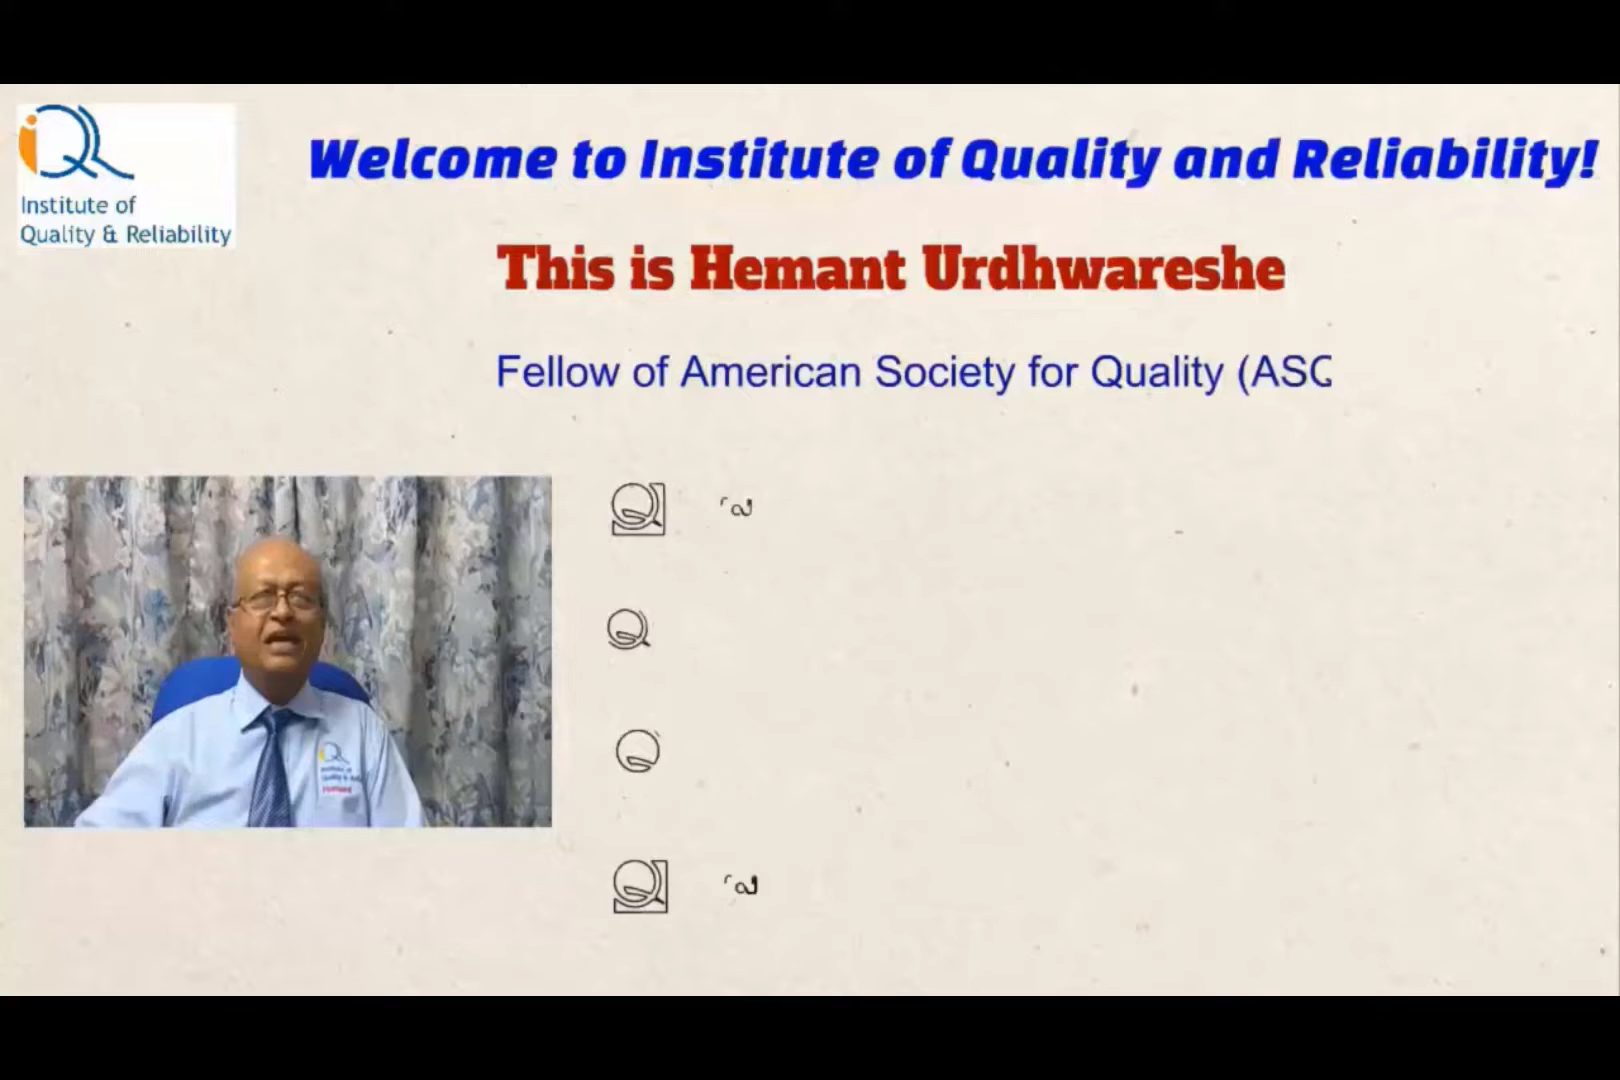 Institute of
Quality & Reliability
Welcome to Institute of Quality and Reliability!
This is Hemant Urdhwareshe
Fellow of American Society for Quality (ASQ